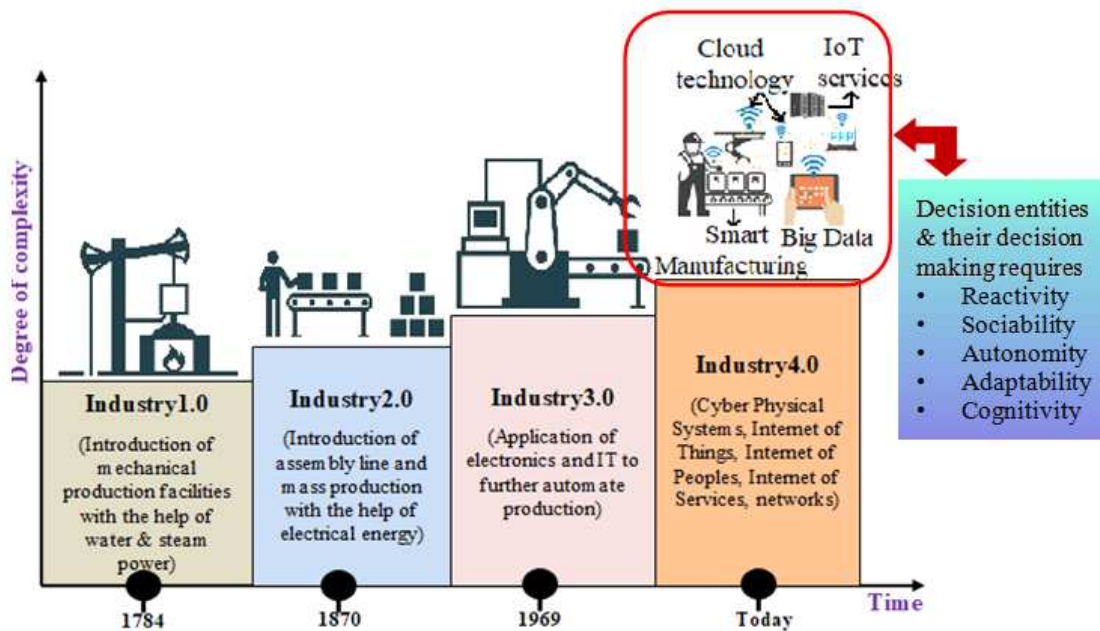 Degree of complexity
Cloud
technology
IoT
services
Smart
Manufacturing
Big Data
Decision entities
& their decision
making requires
• Reactivity
• Sociability
• Autonomity
• Adaptability
• Cognitivity
Industry1.0
(Introduction of
mechanical
production facilities
with the help of
water & steam
power)
Industry2.0
(Introduction of
assembly line and
mass production
with the help of
electrical energy)
Industry3.0
(Application of
electronics and IT to
further automate
production)
Industry4.0
(Cyber Physical
Systems, Internet of
Things, Internet of
Peoples, Internet of
Services, networks)
1784
1870
1969
Today
Time